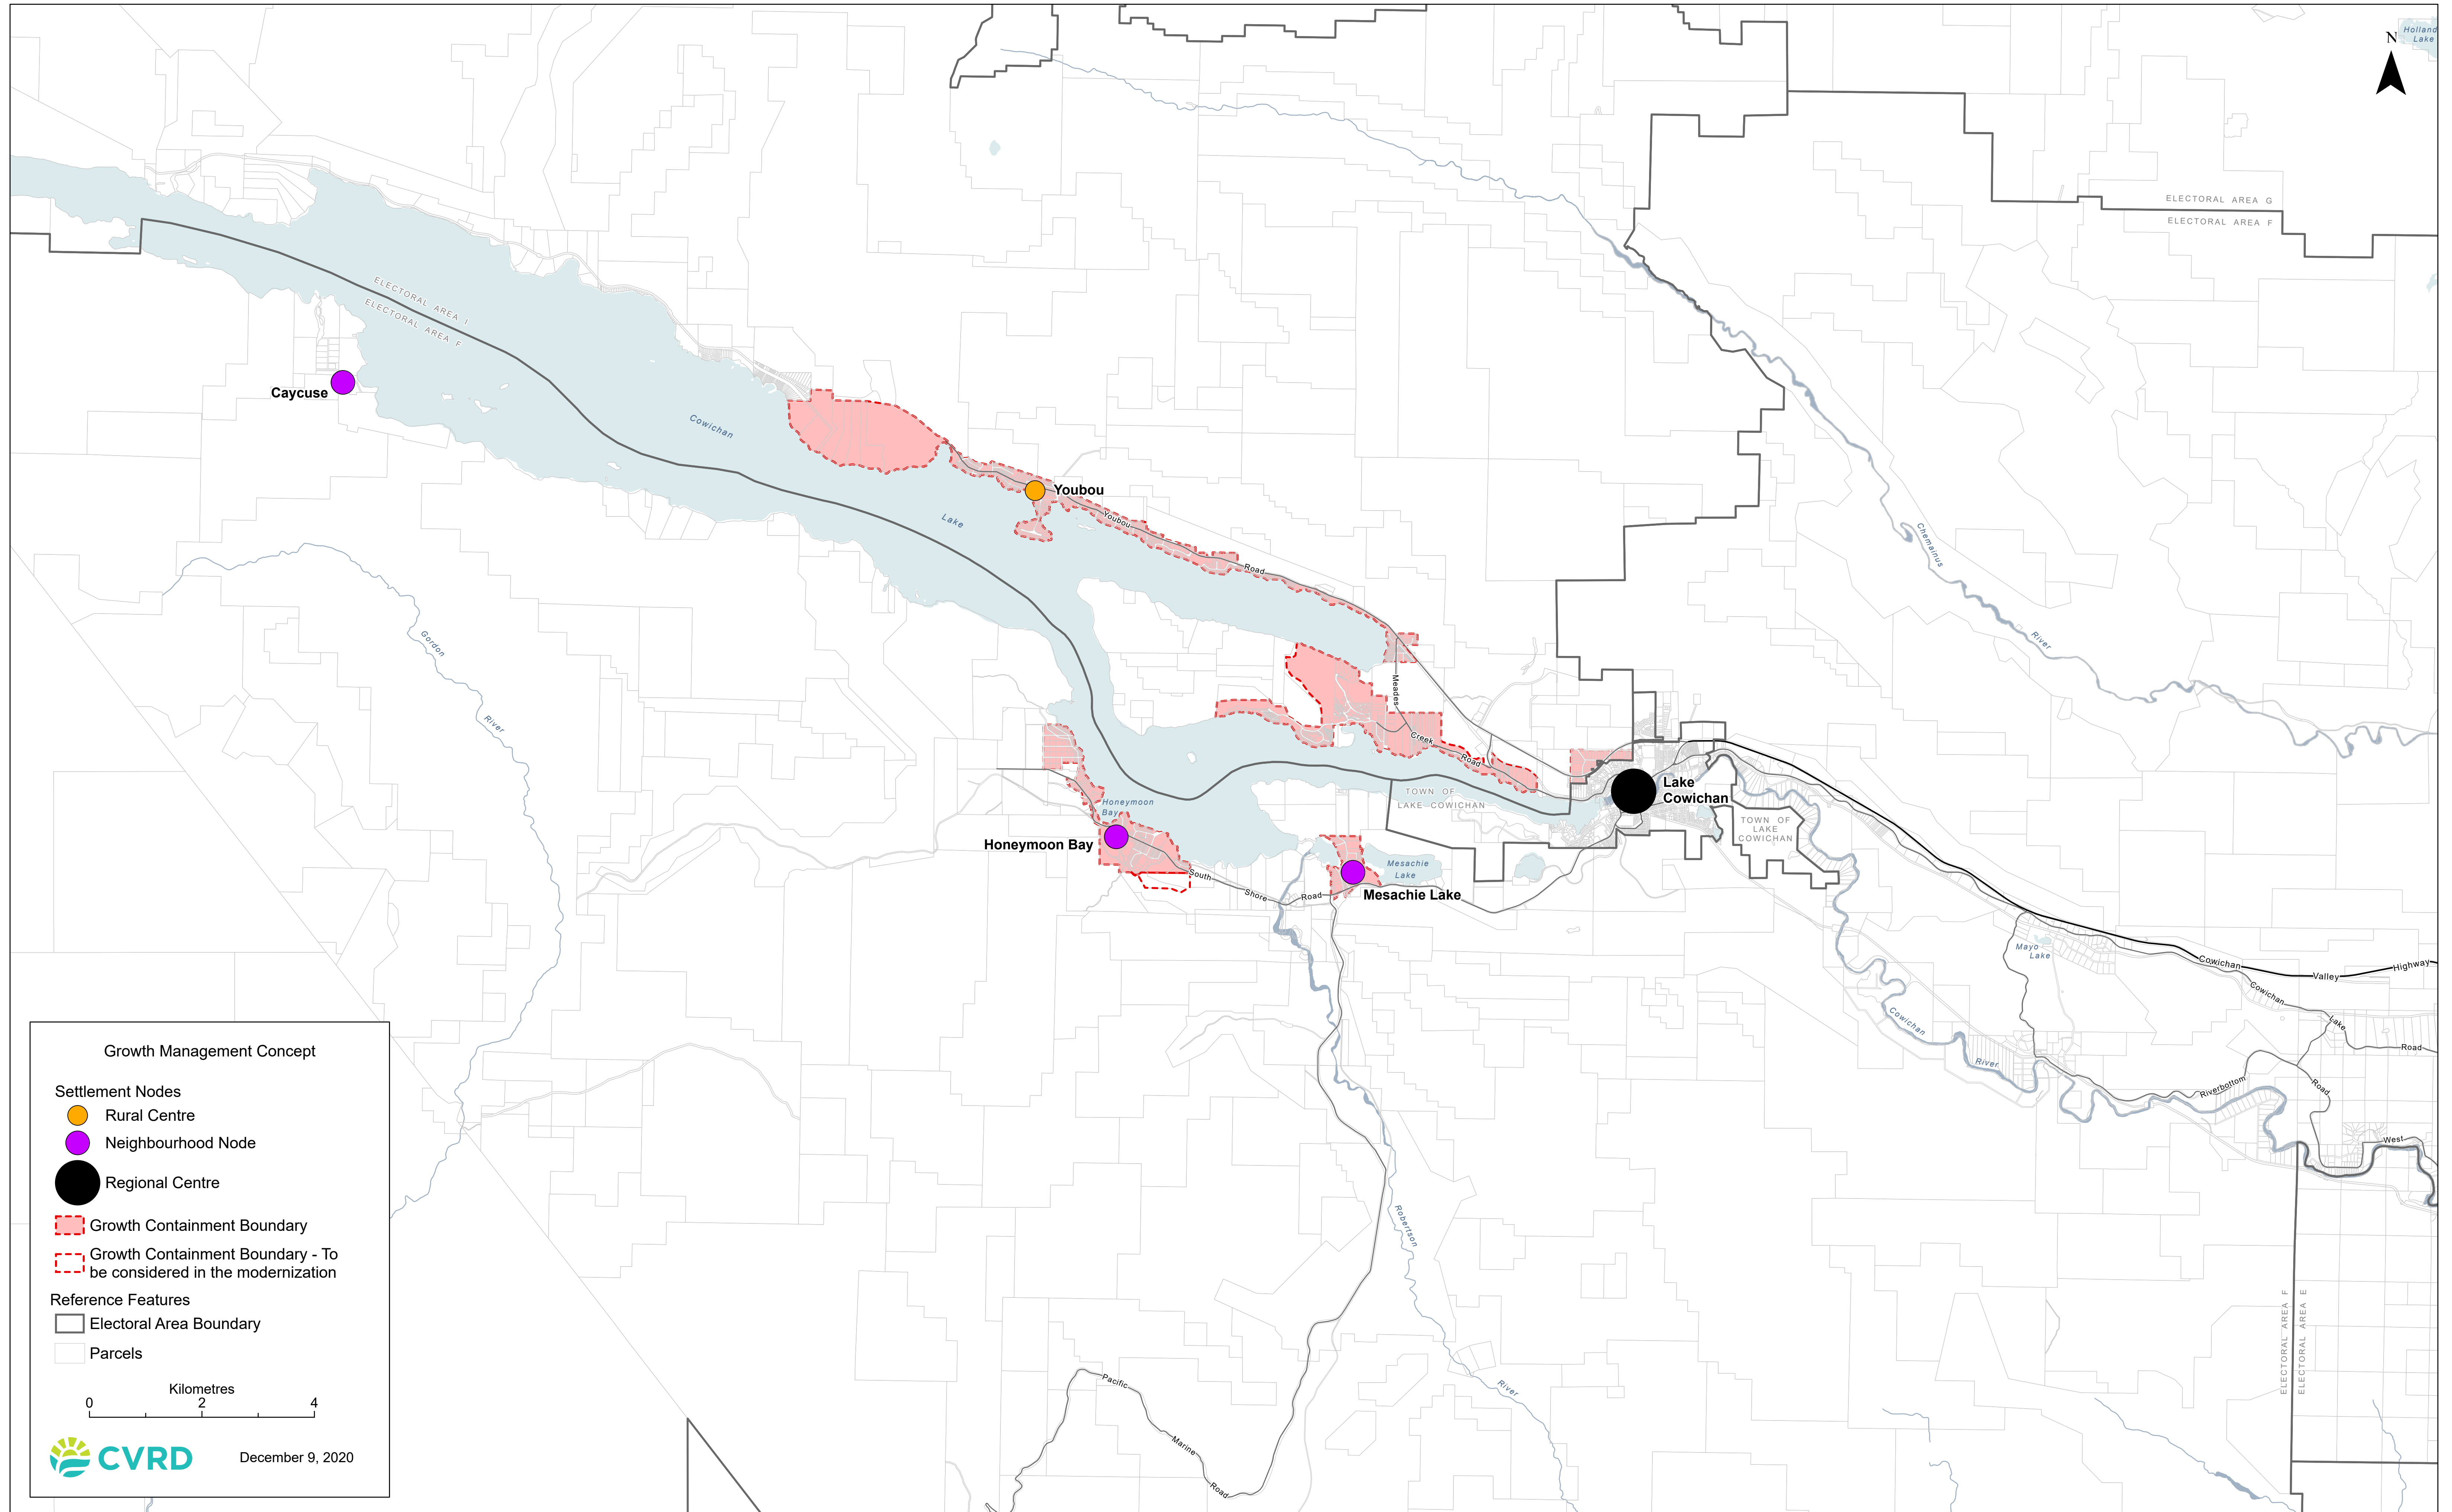 Holland
Lake
N
ELECTORAL AREA G
ELECTORAL AREA F
ELECTORAL AREA I
ELECTORAL AREA F
Caycuse
Cowichan
Lake
Youbou
Youbou
Road
Chemainus
River
Gordon
River
Meades
Creek
Road
Honeymoon
Bay
Honeymoon Bay
South
Shore
Road
Mesachie
Lake
Mesachie Lake
TOWN OF
LAKE COWICHAN
Lake
Cowichan
TOWN OF
LAKE
COWICHAN
Mayo
Lake
Cowichan
Valley
Highway
Cowichan
Lake
Road
Cowichan
River
Riverbottom
Road
West
Robertson
River
Pacific
Marine
Road
ELECTORAL AREA F
ELECTORAL AREA E
Growth Management Concept
Settlement Nodes
Rural Centre
Neighbourhood Node
Regional Centre
Growth Containment Boundary
Growth Containment Boundary - To
be considered in the modernization
Reference Features
Electoral Area Boundary
Parcels
Kilometres
0 2 4
CVRD
December 9, 2020